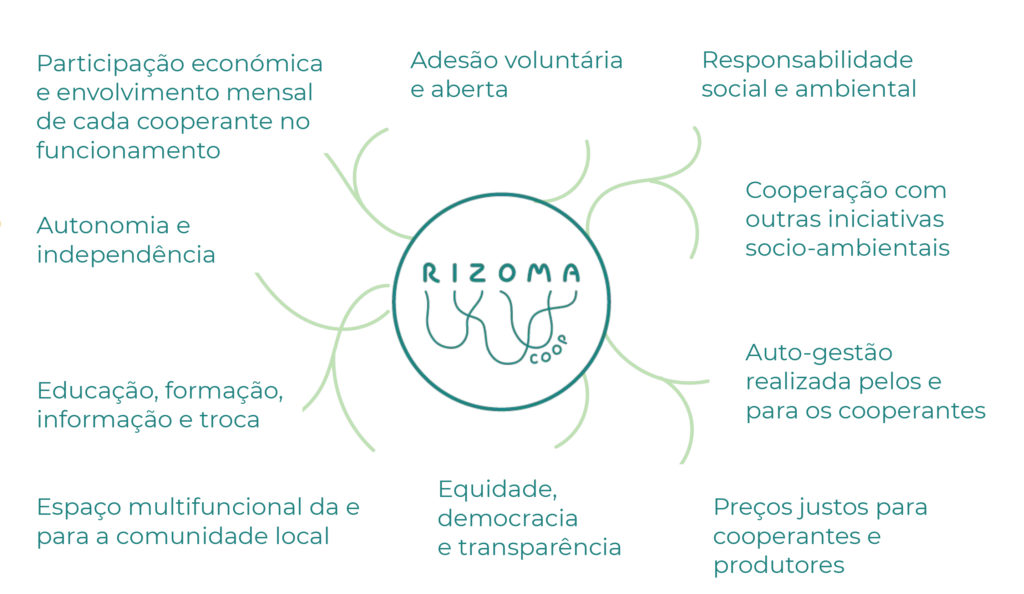 Participação económica
e envolvimento mensal
de cada cooperante no
funcionamento
Adesão voluntária
e aberta
Responsabilidade
social e ambiental
Autonomia e
independência
Cooperação com
outras iniciativas
socio-ambientais
RIZOMA
COOP
Auto-gestão
realizada pelos e
para os cooperantes
Educação, formação,
informação e troca
Espaço multifuncional da e
para a comunidade local
Equidade,
democracia
e transparência
Preços justos para
cooperantes e
produtores